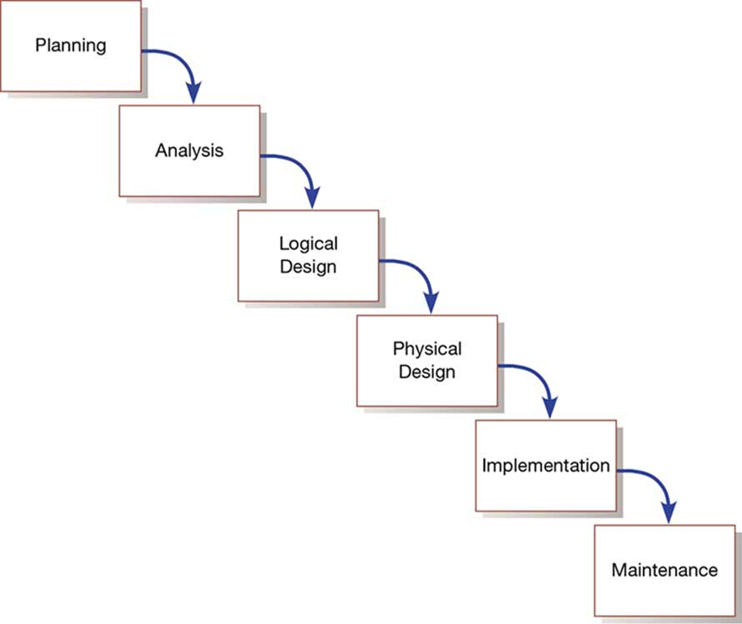 Planning
Analysis
Logical
Design
Physical
Design
Implementation
Maintenance